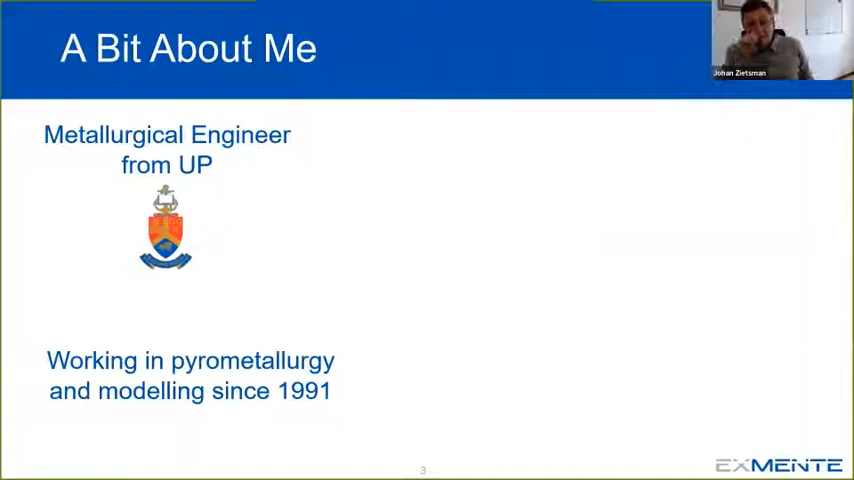 A Bit About Me
Johan Zietsman
Metallurgical Engineer
from UP
Working in pyrometallurgy
and modelling since 1991
3
EXMENTE